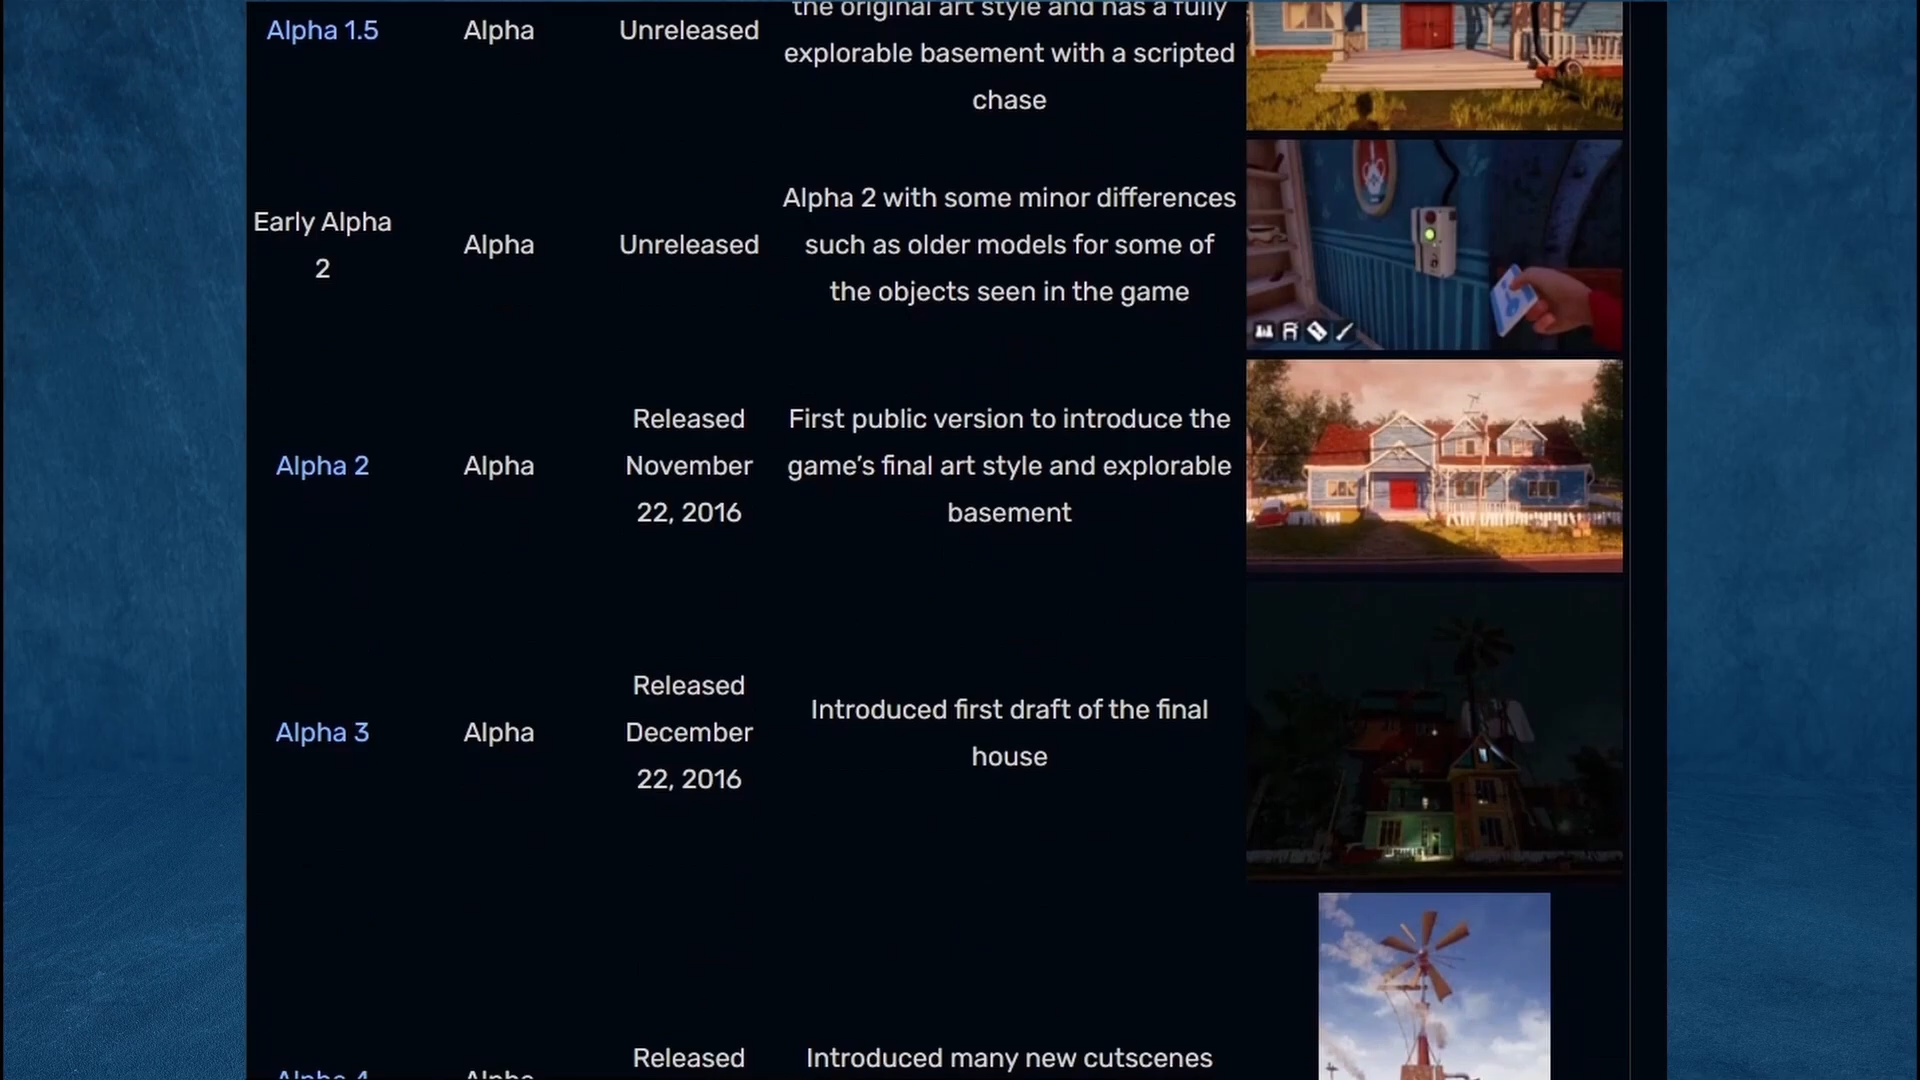 the original art style and has a fully
Alpha 1.5 Alpha Unreleased explorable basement with a scripted
chase
Early Alpha
2
Alpha
Unreleased
Alpha 2 with some minor differences
such as older models for some of
the objects seen in the game
Alpha 2
Alpha
Released
November
22, 2016
First public version to introduce the
game's final art style and explorable
basement
Alpha 3
Alpha
Released
December
22, 2016
Introduced first draft of the final
house
Alpha 4
Alpha
Released
Introduced many new cutscenes